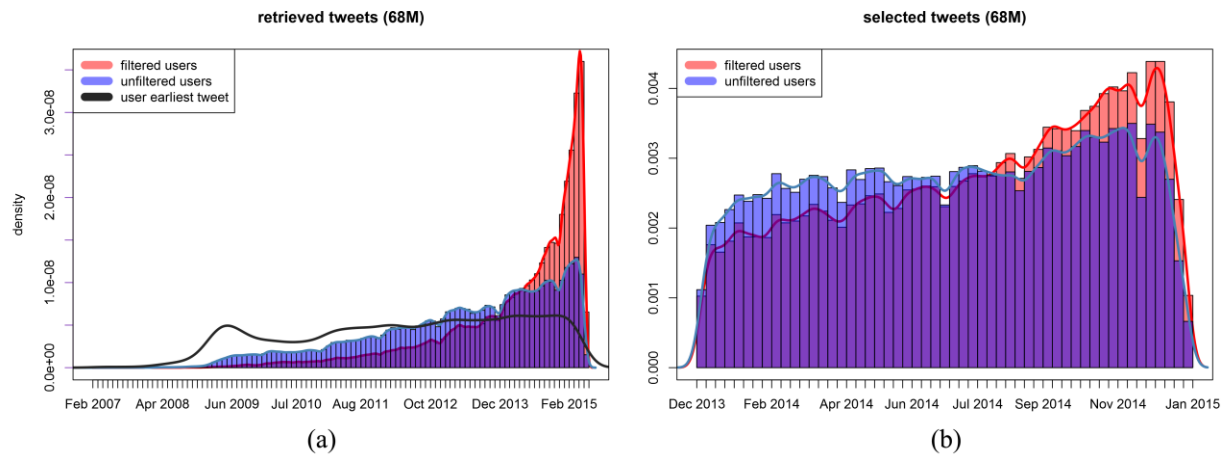 retrieved tweets (68M)
filtered users
unfiltered users
user earliest tweet
density
0.0e+00
1.0e-08
2.0e-08
3.0e-08
Feb 2007
Apr 2008
Jun 2009
Jul 2010
Aug 2011
Oct 2012
Dec 2013
Feb 2015
(a)
selected tweets (68M)
filtered users
unfiltered users
0.000
0.001
0.002
0.003
0.004
Dec 2013
Feb 2014
Apr 2014
Jun 2014
Jul 2014
Sep 2014
Nov 2014
Jan 2015
(b)